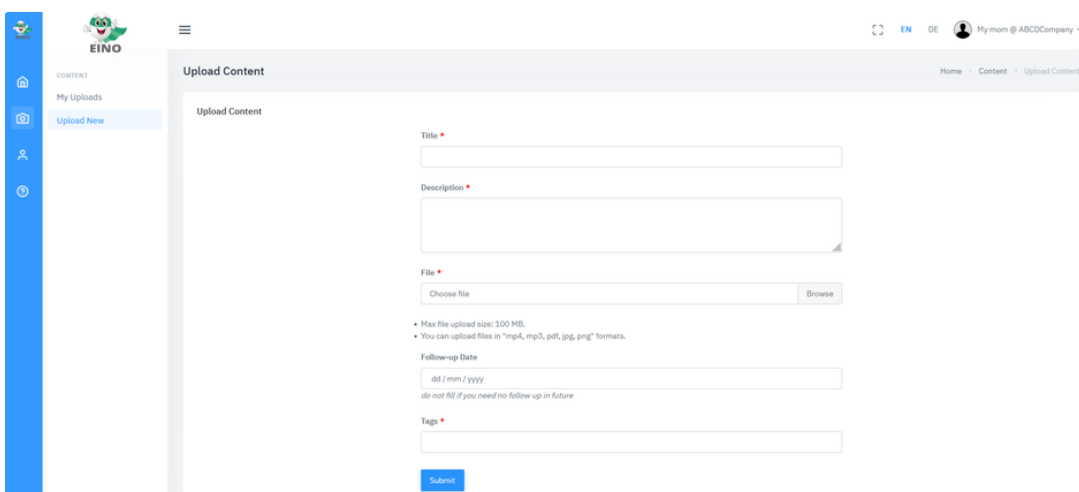 EINO
EN DE My mom @ ABCDCompany
CONTENT
My Uploads
Upload New
Upload Content
Home > Content > Upload Content
Upload Content
Title *
Description *
File *
Choose file Browse
• Max file upload size: 100 MB.
• You can upload files in "mp4, mp3, pdf, jpg, png" formats.
Follow-up Date
dd / mm / yyyy
do not fill if you need no follow up in future
Tags *
Submit